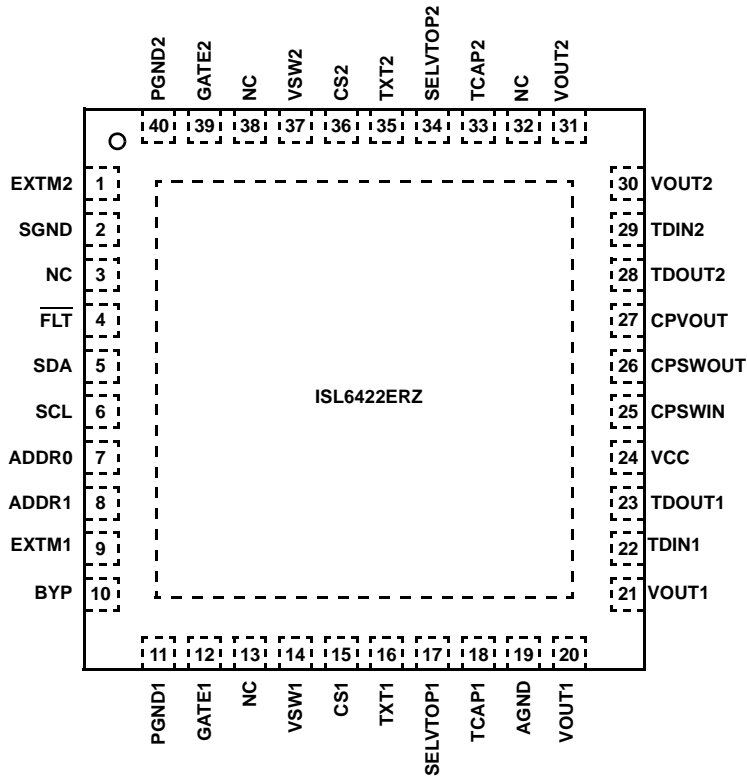 PGND2
GATE2
NC
VSW2
CS2
TXT2
SELVTOP2
TCAP2
NC
VOUT2
40 39 38 37 36 35 34 33 32 31
EXTM2 1
SGND 2
NC 3
FLT 4
SDA 5
SCL 6
ADDR0 7
ADDR1 8
EXTM1 9
BYP 10
ISL6422ERZ
30 VOUT2
29 TDIN2
28 TDOUT2
27 CPVOUT
26 CPSWOUT
25 CPSWIN
24 VCC
23 TDOUT1
22 TDIN1
21 VOUT1
11 12 13 14 15 16 17 18 19 20
PGND1
GATE1
NC
VSW1
CS1
TXT1
SELVTOP1
TCAP1
AGND
VOUT1